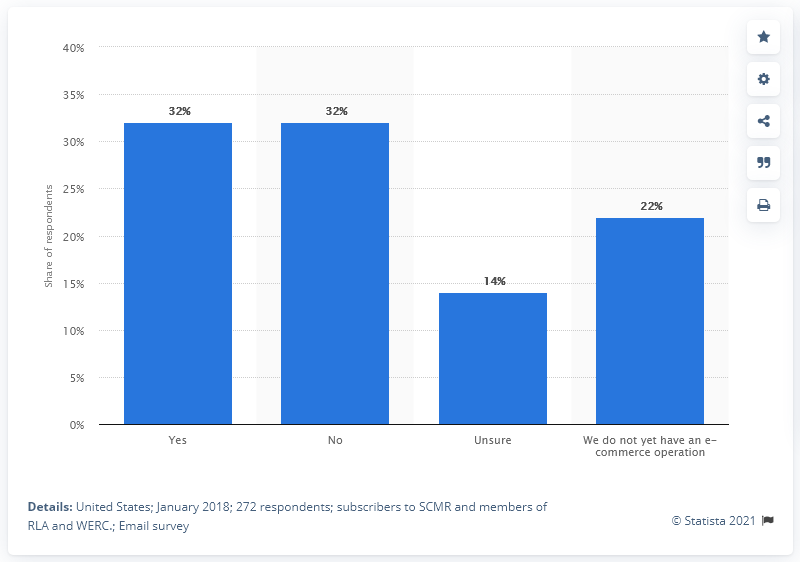 40%
35%
30%
25%
20%
15%
10%
5%
0%
Share of respondents
32%
32%
14%
22%
Yes
No
Unsure
We do not yet have an e-
commerce operation
Details: United States; January 2018; 272 respondents; subscribers to SCMR and members of
RLA and WERC.; Email survey
© Statista 2021